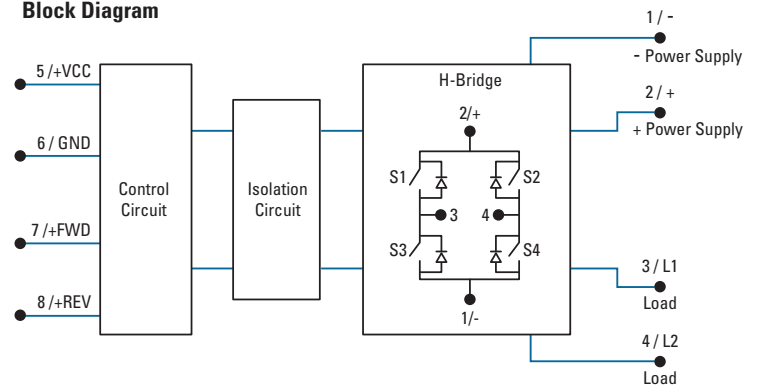 Block Diagram
5 /+VCC
6 / GND
7 /+FWD
8 /+REV
Control
Circuit
Isolation
Circuit
H-Bridge
2/+
S1
S2
3
4
S3
S4
1/-
1 / -
- Power Supply
2 / +
+ Power Supply
3 / L1
Load
4 / L2
Load